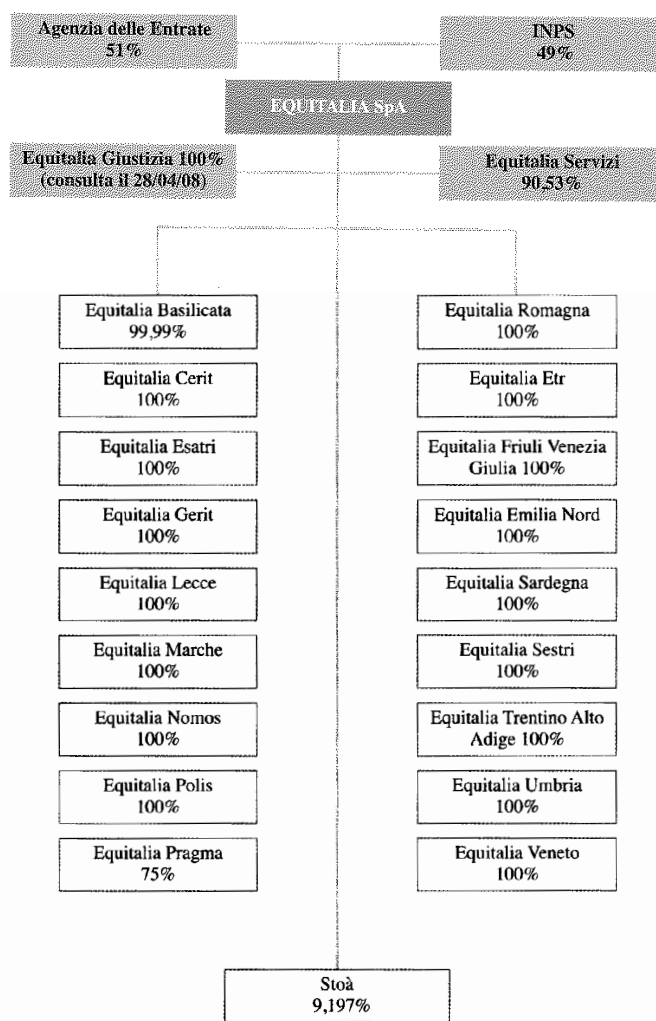 Agenzia delle Entrate
51%
INPS
49%
EQUITALIA SpA
Equitalia Giustizia 100%
(consulta il 28/04/08)
Equitalia Servizi
90,53%
Equitalia Basilicata
99,99%
Equitalia Romagna
100%
Equitalia Cerit
100%
Equitalia Etr
100%
Equitalia Esatri
100%
Equitalia Friuli Venezia
Giulia 100%
Equitalia Gerit
100%
Equitalia Emilia Nord
100%
Equitalia Lecce
100%
Equitalia Sardegna
100%
Equitalia Marche
100%
Equitalia Sestri
100%
Equitalia Nomos
100%
Equitalia Trentino Alto
Adige 100%
Equitalia Polis
100%
Equitalia Umbria
100%
Equitalia Pragma
75%
Equitalia Veneto
100%
Stoà
9,197%